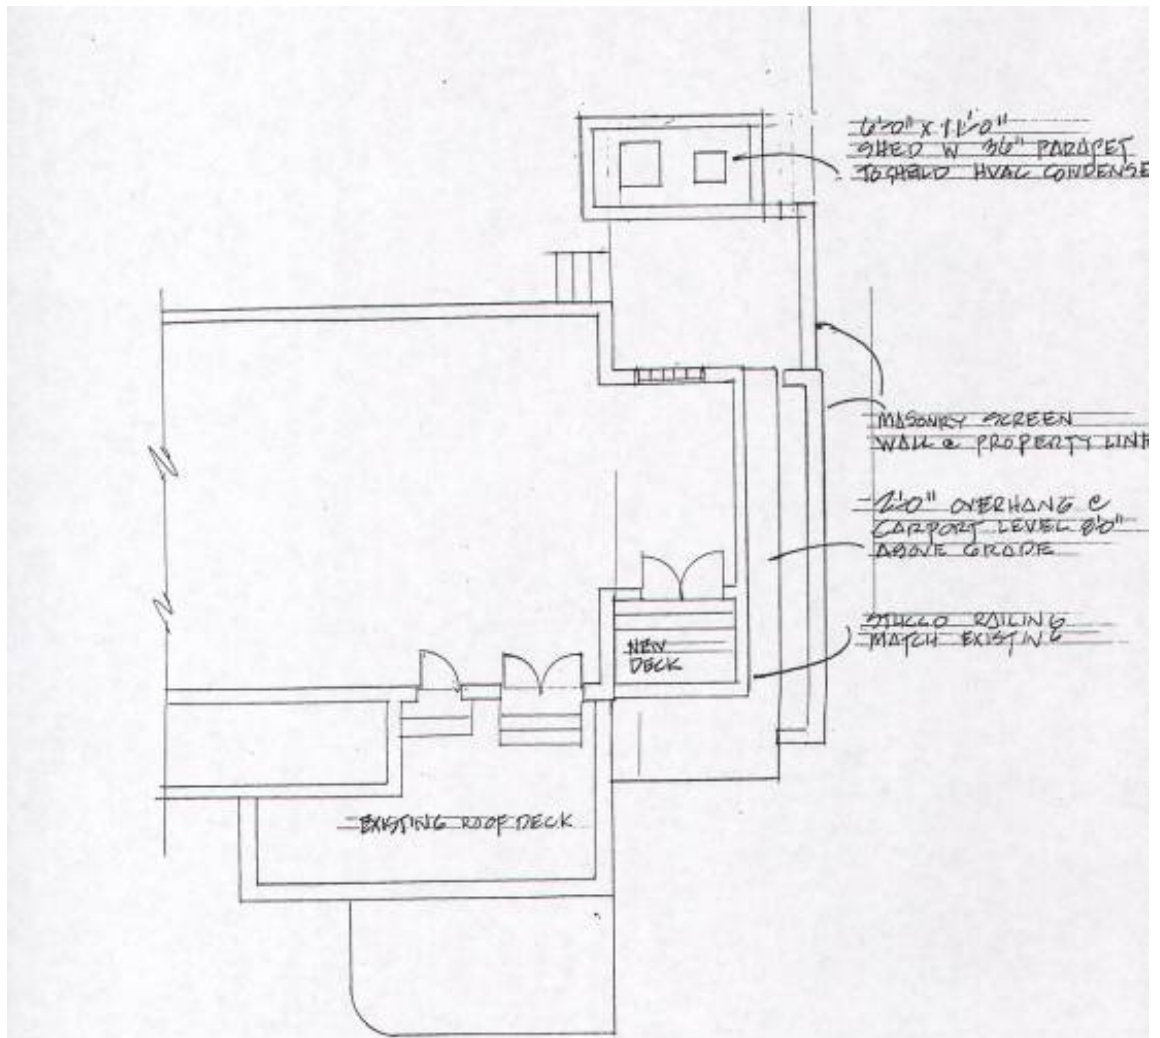 6'-0" X 11'-0"
SHED W 36" PARAPET
TO SHELD HVAC CONDENSE
MASONRY SCREEN
WALL @ PROPERTY LINE
2'-0" OVERHANG @
CARPORT LEVEL 8'0"
ABOVE GRADE
STUCCO RAILING
MATCH EXISTING
NEW
DECK
EXISTING ROOF DECK